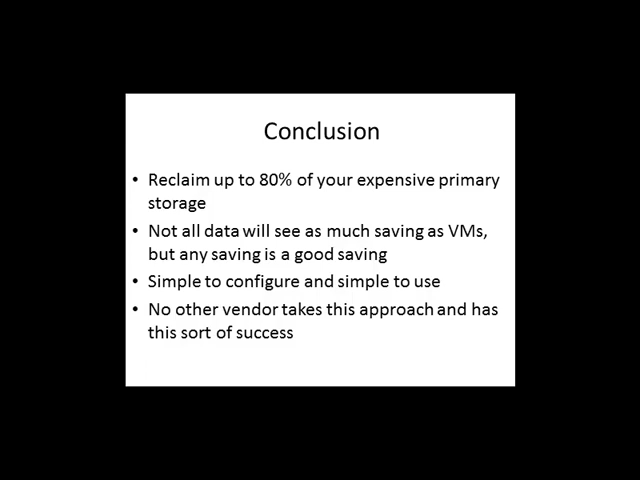 Conclusion
• Reclaim up to 80% of your expensive primary
storage
• Not all data will see as much saving as VMs,
but any saving is a good saving
• Simple to configure and simple to use
• No other vendor takes this approach and has
this sort of success